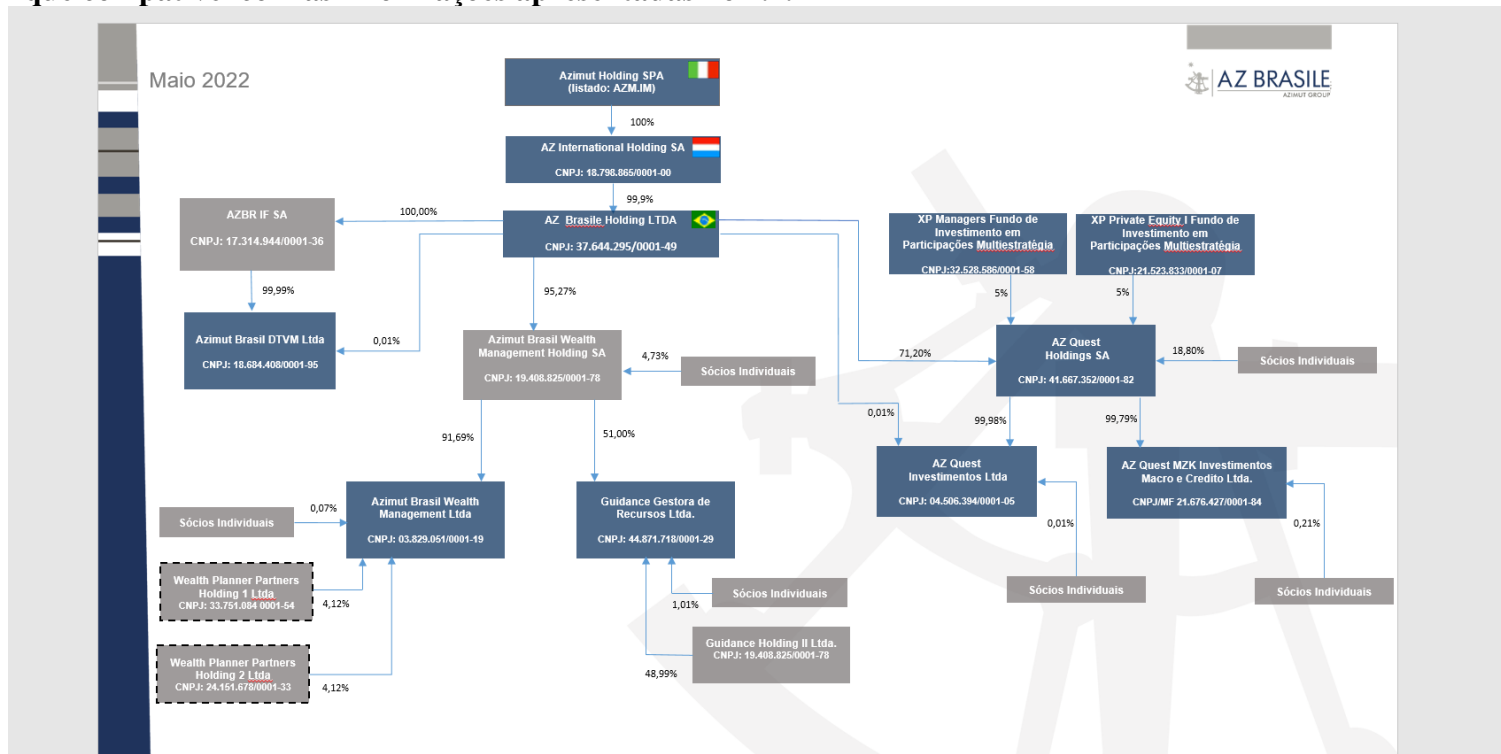 Maio 2022
AZ BRASILE
AZIMUT GROUP
Azimut Holding SPA
(listado: AZM.IM)
100%
AZ International Holding SA
CNPJ: 18.798.865/0001-00
99,9%
AZ Brasile Holding LTDA
CNPJ: 37.644.295/0001-49
100,00%
AZBR IF SA
CNPJ: 17.314.944/0001-36
99,99%
Azimut Brasil DTVM Ltda
CNPJ: 18.684.408/0001-95
0,01%
95,27%
Azimut Brasil Wealth
Management Holding SA
CNPJ: 19.408.825/0001-78
4,73%
Sócios Individuais
XP Managers Fundo de
Investimento em
Participações Multiestratégia
CNPJ:32.528.586/0001-58
5%
XP Private Equity I Fundo de
Investimento em
Participações Multiestratégia
CNPJ:21.523.833/0001-07
5%
71,20%
AZ Quest
Holdings SA
CNPJ: 41.667.352/0001-82
18,80%
Sócios Individuais
91,69%
51,00%
0,01%
99,98%
99,79%
Azimut Brasil Wealth
Management Ltda
CNPJ: 03.829.051/0001-19
0,07%
Sócios Individuais
Guidance Gestora de
Recursos Ltda.
CNPJ: 44.871.718/0001-29
AZ Quest
Investimentos Ltda
CNPJ: 04.506.394/0001-05
AZ Quest MZK Investimentos
Macro e Credito Ltda.
CNPJ/MF 21.676.427/0001-84
0,01%
0,21%
Wealth Planner Partners
Holding 1 Ltda
CNPJ: 33.751.084 0001-54
4,12%
1,01%
Sócios Individuais
Sócios Individuais
Sócios Individuais
Wealth Planner Partners
Holding 2 Ltda
CNPJ: 24.151.678/0001-33
4,12%
Guidance Holding II Ltda.
CNPJ: 19.408.825/0001-78
48,99%